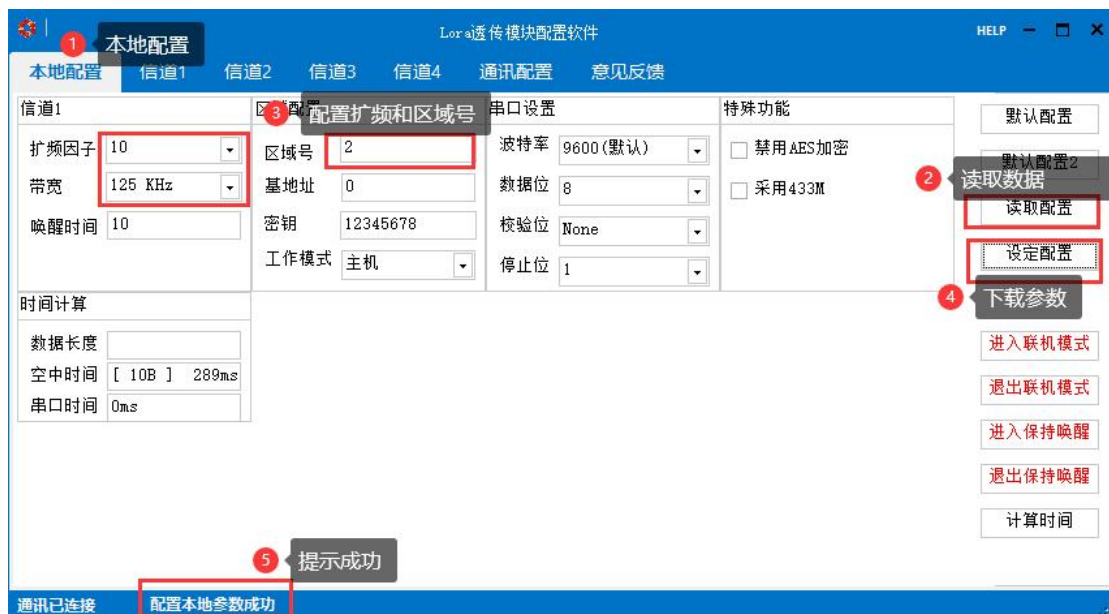 Lora透传模块配置软件
HELP
1 本地配置
本地配置 信道1 信道2 信道3 信道4 通讯配置 意见反馈
信道1
扩频因子 10
带宽 125 KHz
唤醒时间 10
3 配置扩频和区域号
区域号 2
基地址 0
密钥 12345678
工作模式 主机
串口设置
波特率 9600(默认)
数据位 8
校验位 None
停止位 1
特殊功能
禁用AES加密
采用433M
默认配置
默认配置2
2 读取数据
读取配置
设定配置
4 下载参数
进入联机模式
退出联机模式
进入保持唤醒
退出保持唤醒
计算时间
时间计算
数据长度
空中时间 [ 10B ] 289ms
串口时间 0ms
5 提示成功
通讯已连接 配置本地参数成功